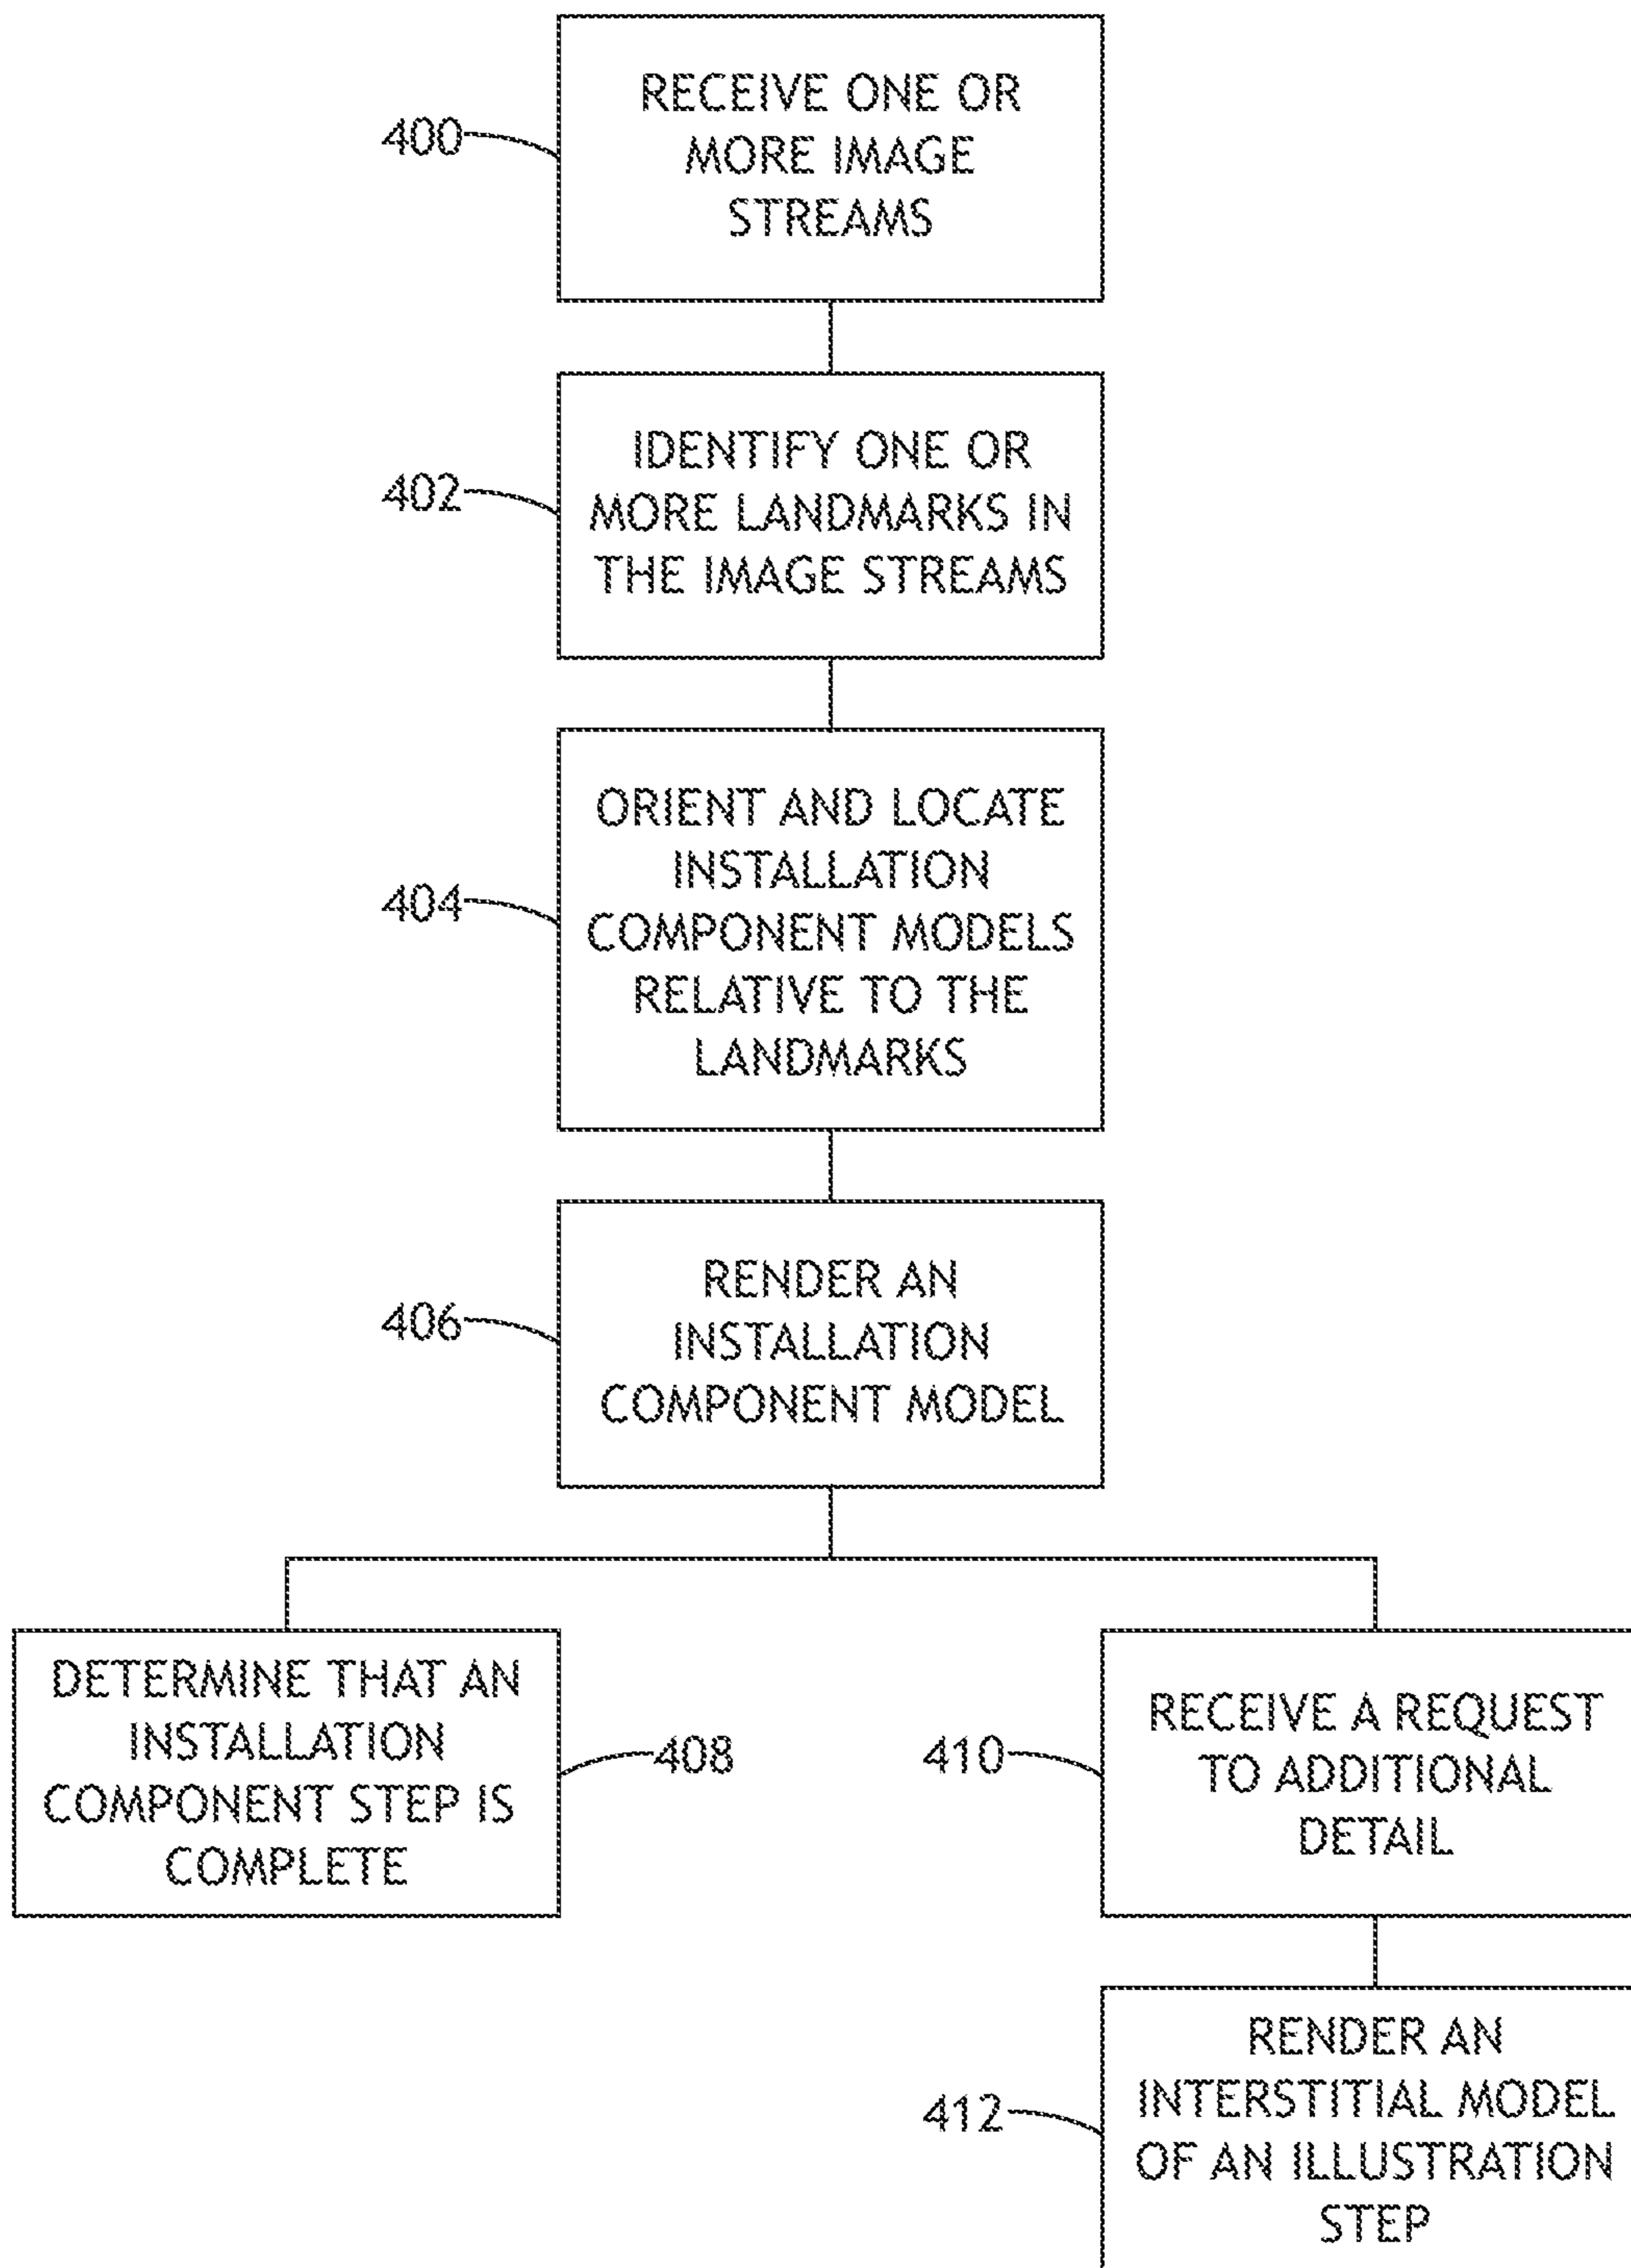 RECEIVE ONE OR
MORE IMAGE
STREAMS
400
IDENTIFY ONE OR
MORE LANDMARKS IN
THE IMAGE STREAMS
402
ORIENT AND LOCATE
INSTALLATION
COMPONENT MODELS
RELATIVE TO THE
LANDMARKS
404
RENDER AN
INSTALLATION
COMPONENT MODEL
406
DETERMINE THAT AN
INSTALLATION
COMPONENT STEP IS
COMPLETE
408
410
RECEIVE A REQUEST
TO ADDITIONAL
DETAIL
412
RENDER AN
INTERSTITIAL MODEL
OF AN ILLUSTRATION
STEP